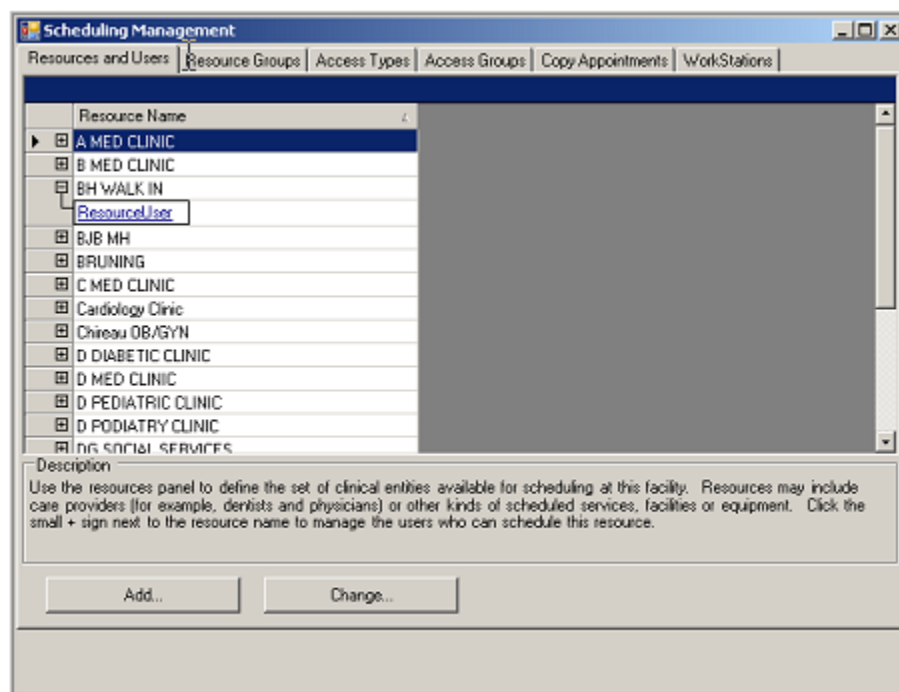 Scheduling Management
Resources and Users Resource Groups Access Types Access Groups Copy Appointments WorkStations
Resource Name
A MED CLINIC
B MED CLINIC
BH WALK IN
ResourceUser
BJB MH
BRUNING
C MED CLINIC
Cardiology Clinic
Chireau OB/GYN
D DIABETIC CLINIC
D MED CLINIC
D PEDIATRIC CLINIC
D PODIATRY CLINIC
DG SOCIAL SERVICES
Description
Use the resources panel to define the set of clinical entities available for scheduling at this facility. Resources may include
care providers (for example, dentists and physicians) or other kinds of scheduled services, facilities or equipment. Click the
small + sign next to the resource name to manage the users who can schedule this resource.
Add... Change...